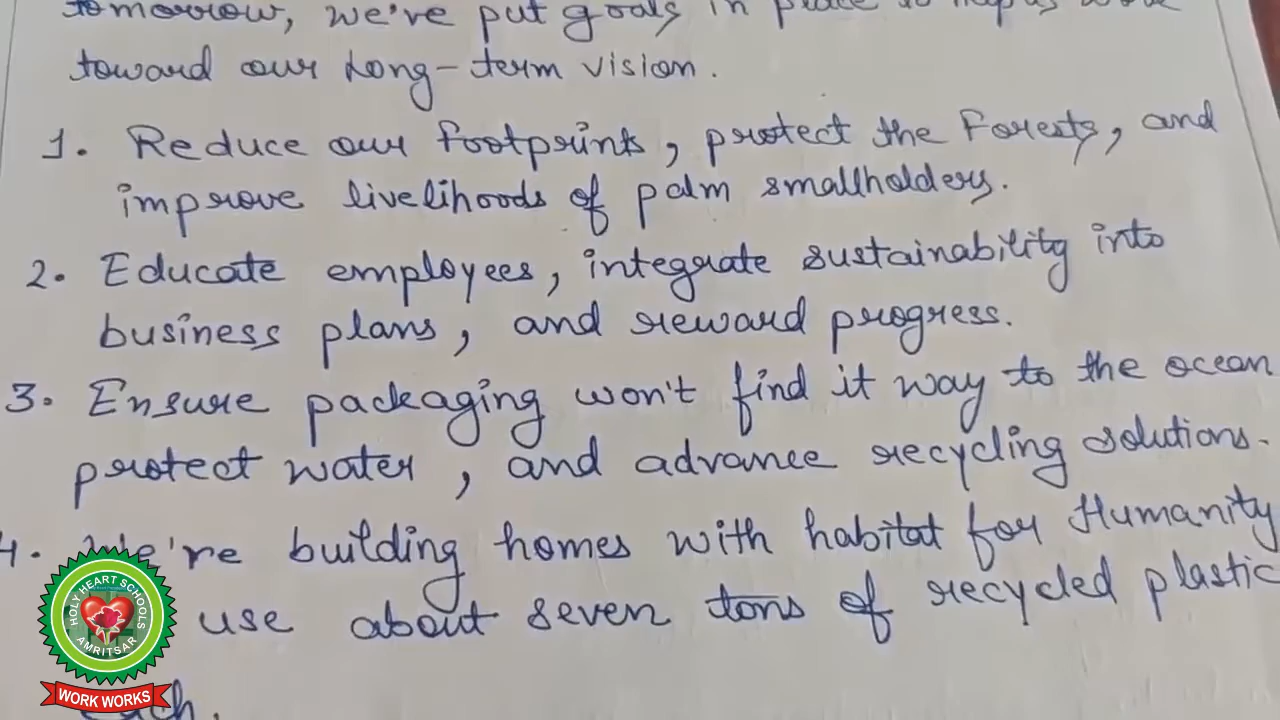 tomorrow, we've put goals in place to help us work
toward our long-term vision.
1. Reduce our footprints, protect the Forests, and
improve livelihoods of palm smallholders.
2. Educate employees, integrate sustainability into
business plans, and reward progress.
3. Ensure packaging won't find it way to the ocean
protect water, and advance recycling solutions.
4. We're building homes with habitat for Humanity
use about seven tons of recycled plastic
each.
HOLY HEART SCHOOLS
AMRITSAR
WORK WORKS